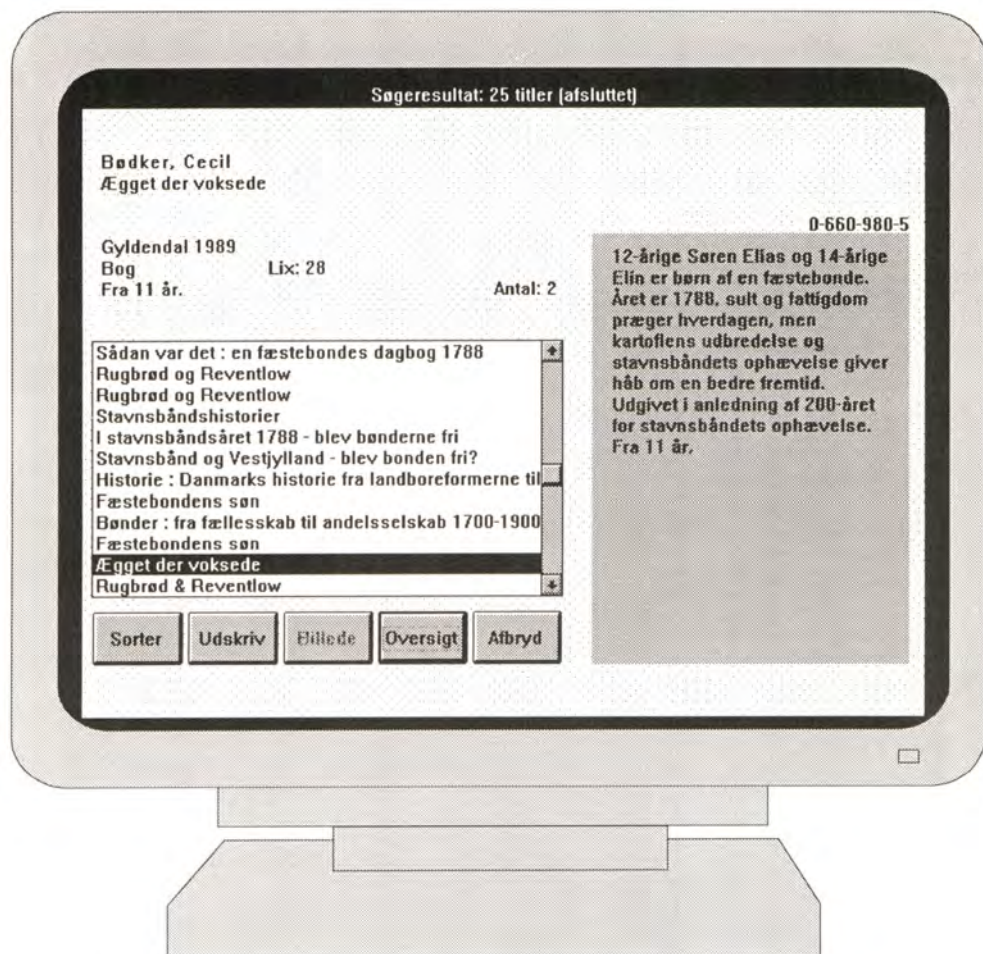 Søgeresultat: 25 titler (afsluttet)
Bødker, Cecil
Ægget der voksede
0-660-980-5
Gyldendal 1989
Bog Lix: 28
Fra 11 år. Antal: 2
Sådan var det : en fæstebondes dagbog 1788
Rugbrød og Reventlow
Rugbrød og Reventlow
Stavnsbåndshistorier
I stavnsbåndsåret 1788 - blev bønderne fri
Stavnsbånd og Vestjylland - blev bonden fri?
Historie : Danmarks historie fra landboreformerne til
Fæstebondens søn
Bønder : fra fællesskab til andelsselskab 1700-1900
Fæstebondens søn
Ægget der voksede
Rugbrød & Reventlow
Sorter Udskriv Billede Oversigt Afbryd
12-årige Søren Elias og 14-årige
Elin er børn af en fæstebonde.
Året er 1788, sult og fattigdom
præger hverdagen, men
kartoflens udbredelse og
stavnsbåndets ophævelse giver
håb om en bedre fremtid.
Udgivet i anledning af 200-året
for stavnsbåndets ophævelse.
Fra 11 år.